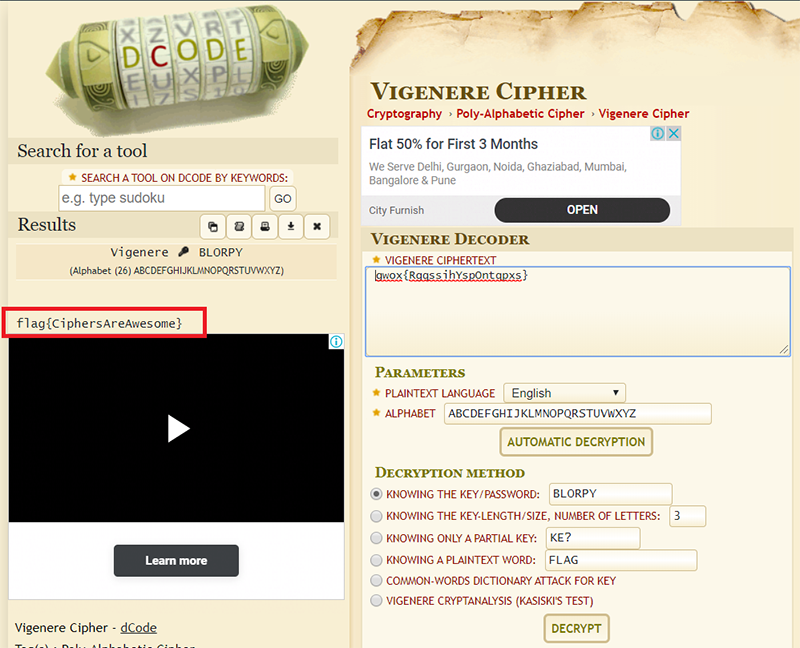 DCODE
Search for a tool
SEARCH A TOOL ON DCODE BY KEYWORDS:
e.g. type sudoku
GO
Results
Vigenere BLORPY
(Alphabet (26) ABCDEFGHIJKLMNOPQRSTUVWXYZ)
flag{CiphersAreAwesome}
Learn more
Vigenere Cipher - dCode
Tag(s) : Poly-Alphabetic Cipher
VIGENERE CIPHER
Cryptography › Poly-Alphabetic Cipher › Vigenere Cipher
Flat 50% for First 3 Months
We Serve Delhi, Gurgaon, Noida, Ghaziabad, Mumbai,
Bangalore & Pune
City Furnish
OPEN
VIGENERE DECODER
VIGENERE CIPHERTEXT
gwox{RgqssihYspOntqpxs}
PARAMETERS
PLAINTEXT LANGUAGE English
ALPHABET ABCDEFGHIJKLMNOPQRSTUVWXYZ
AUTOMATIC DECRYPTION
DECRYPTION METHOD
KNOWING THE KEY/PASSWORD: BLORPY
KNOWING THE KEY-LENGTH/SIZE, NUMBER OF LETTERS: 3
KNOWING ONLY A PARTIAL KEY: KE?
KNOWING A PLAINTEXT WORD: FLAG
COMMON-WORDS DICTIONARY ATTACK FOR KEY
VIGENERE CRYPTANALYSIS (KASISKI'S TEST)
DECRYPT